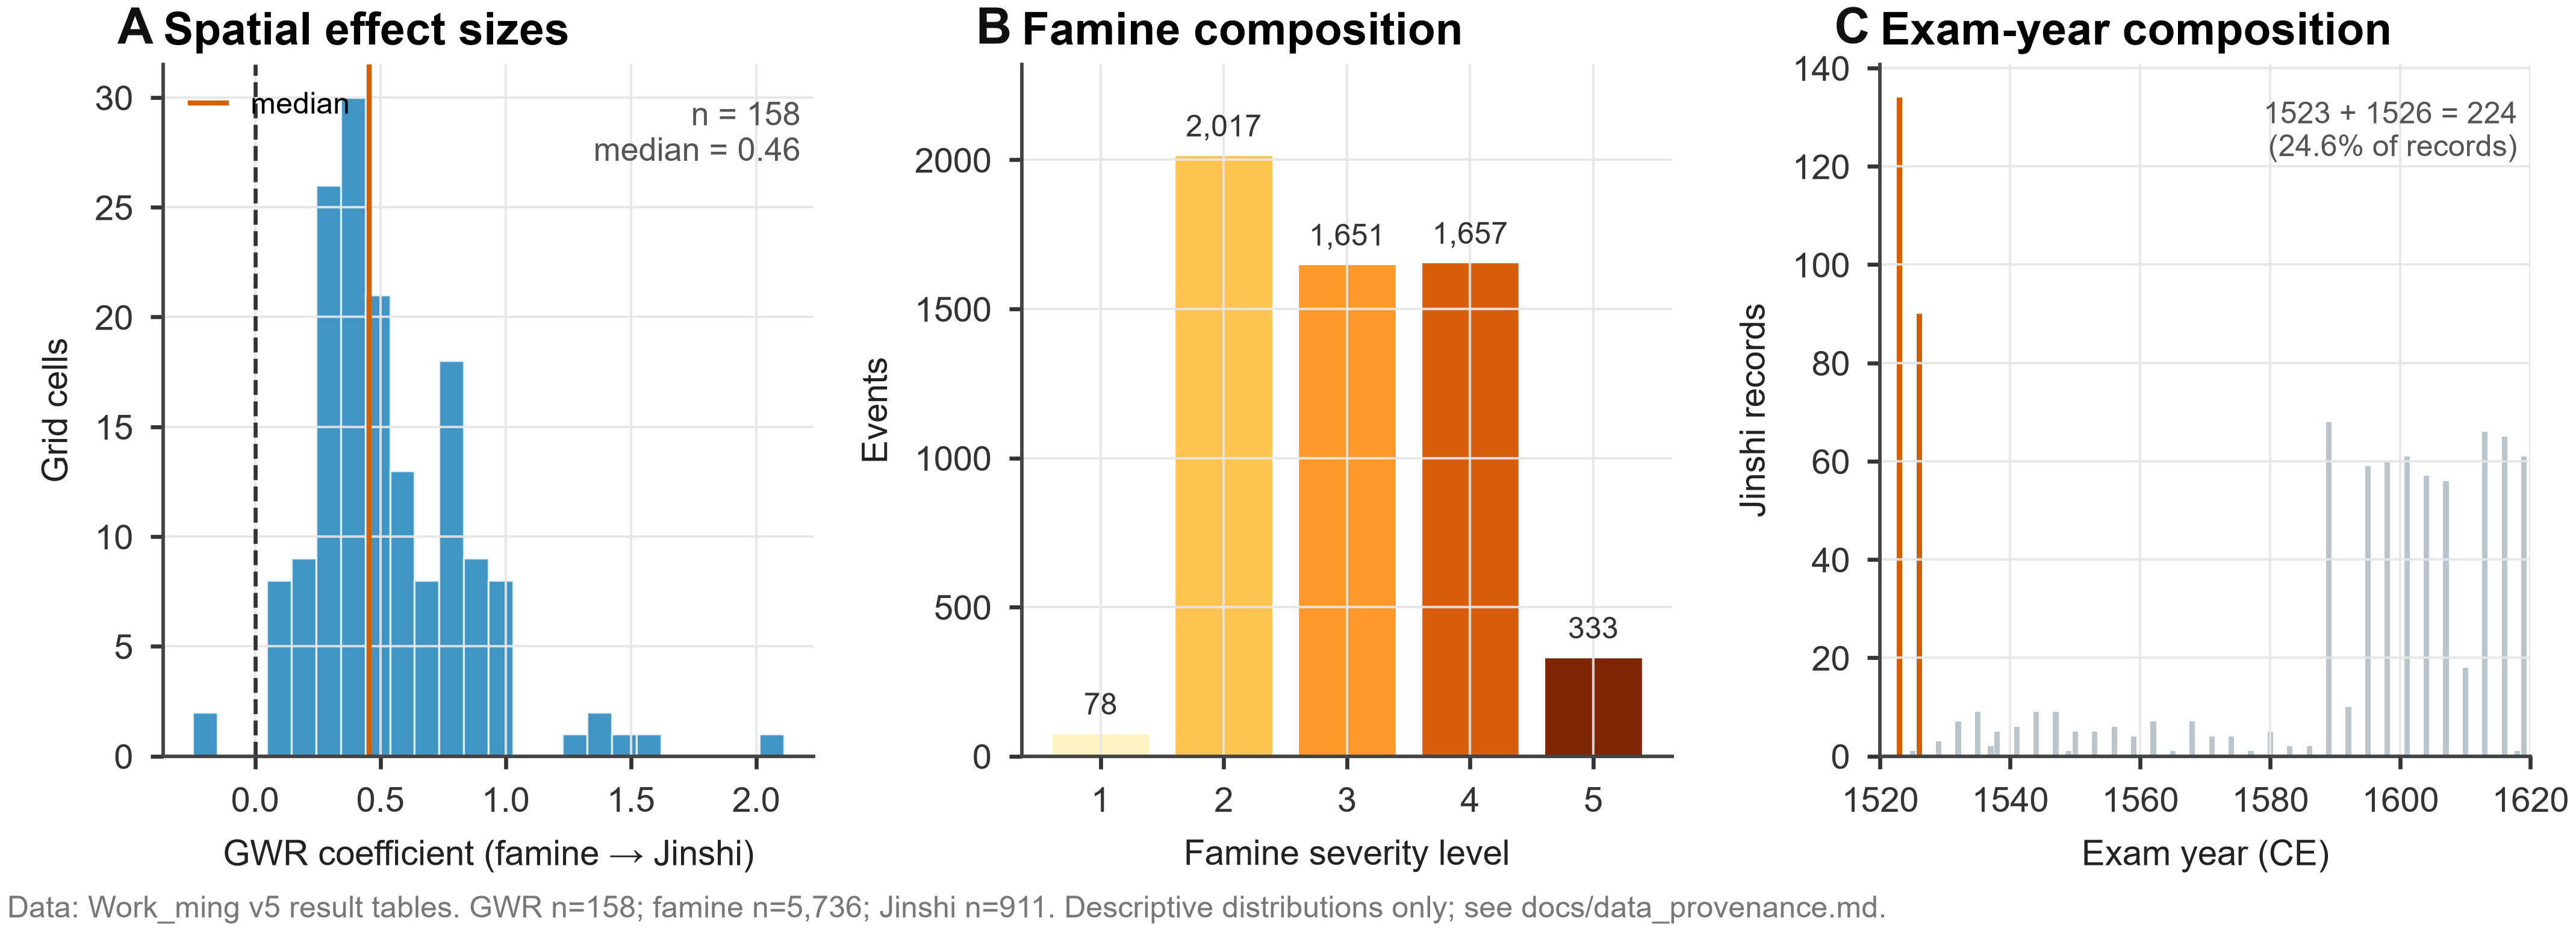 A Spatial effect sizes
median
n = 158
median = 0.46
30
25
20
15
10
5
0
Grid cells
0.0 0.5 1.0 1.5 2.0
GWR coefficient (famine → Jinshi)
B Famine composition
2,017
1,651
1,657
333
78
2000
1500
1000
500
0
Events
1 2 3 4 5
Famine severity level
C Exam-year composition
1523 + 1526 = 224
(24.6% of records)
140
120
100
80
60
40
20
0
Jinshi records
1520 1540 1560 1580 1600 1620
Exam year (CE)
Data: Work_ming v5 result tables. GWR n=158; famine n=5,736; Jinshi n=911. Descriptive distributions only; see docs/data_provenance.md.